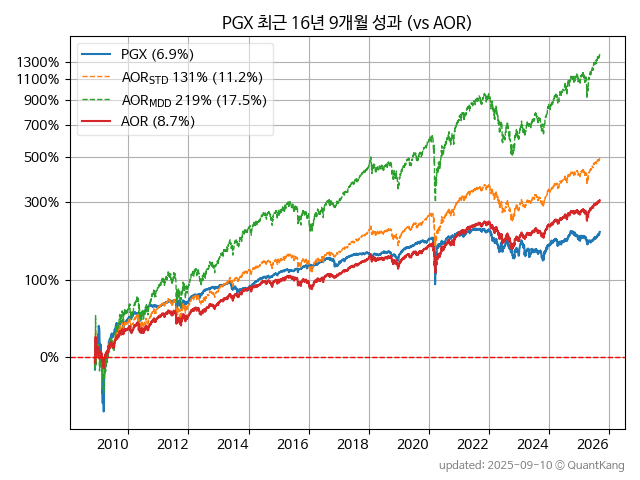 PGX 최근 16년 9개월 성과 (vs AOR)
PGX (6.9%)
AOR_STD 131% (11.2%)
AOR_MDD 219% (17.5%)
AOR (8.7%)
1300%
1100%
900%
700%
500%
300%
100%
0%
2010 2012 2014 2016 2018 2020 2022 2024 2026
updated: 2025-09-10 © QuantKang